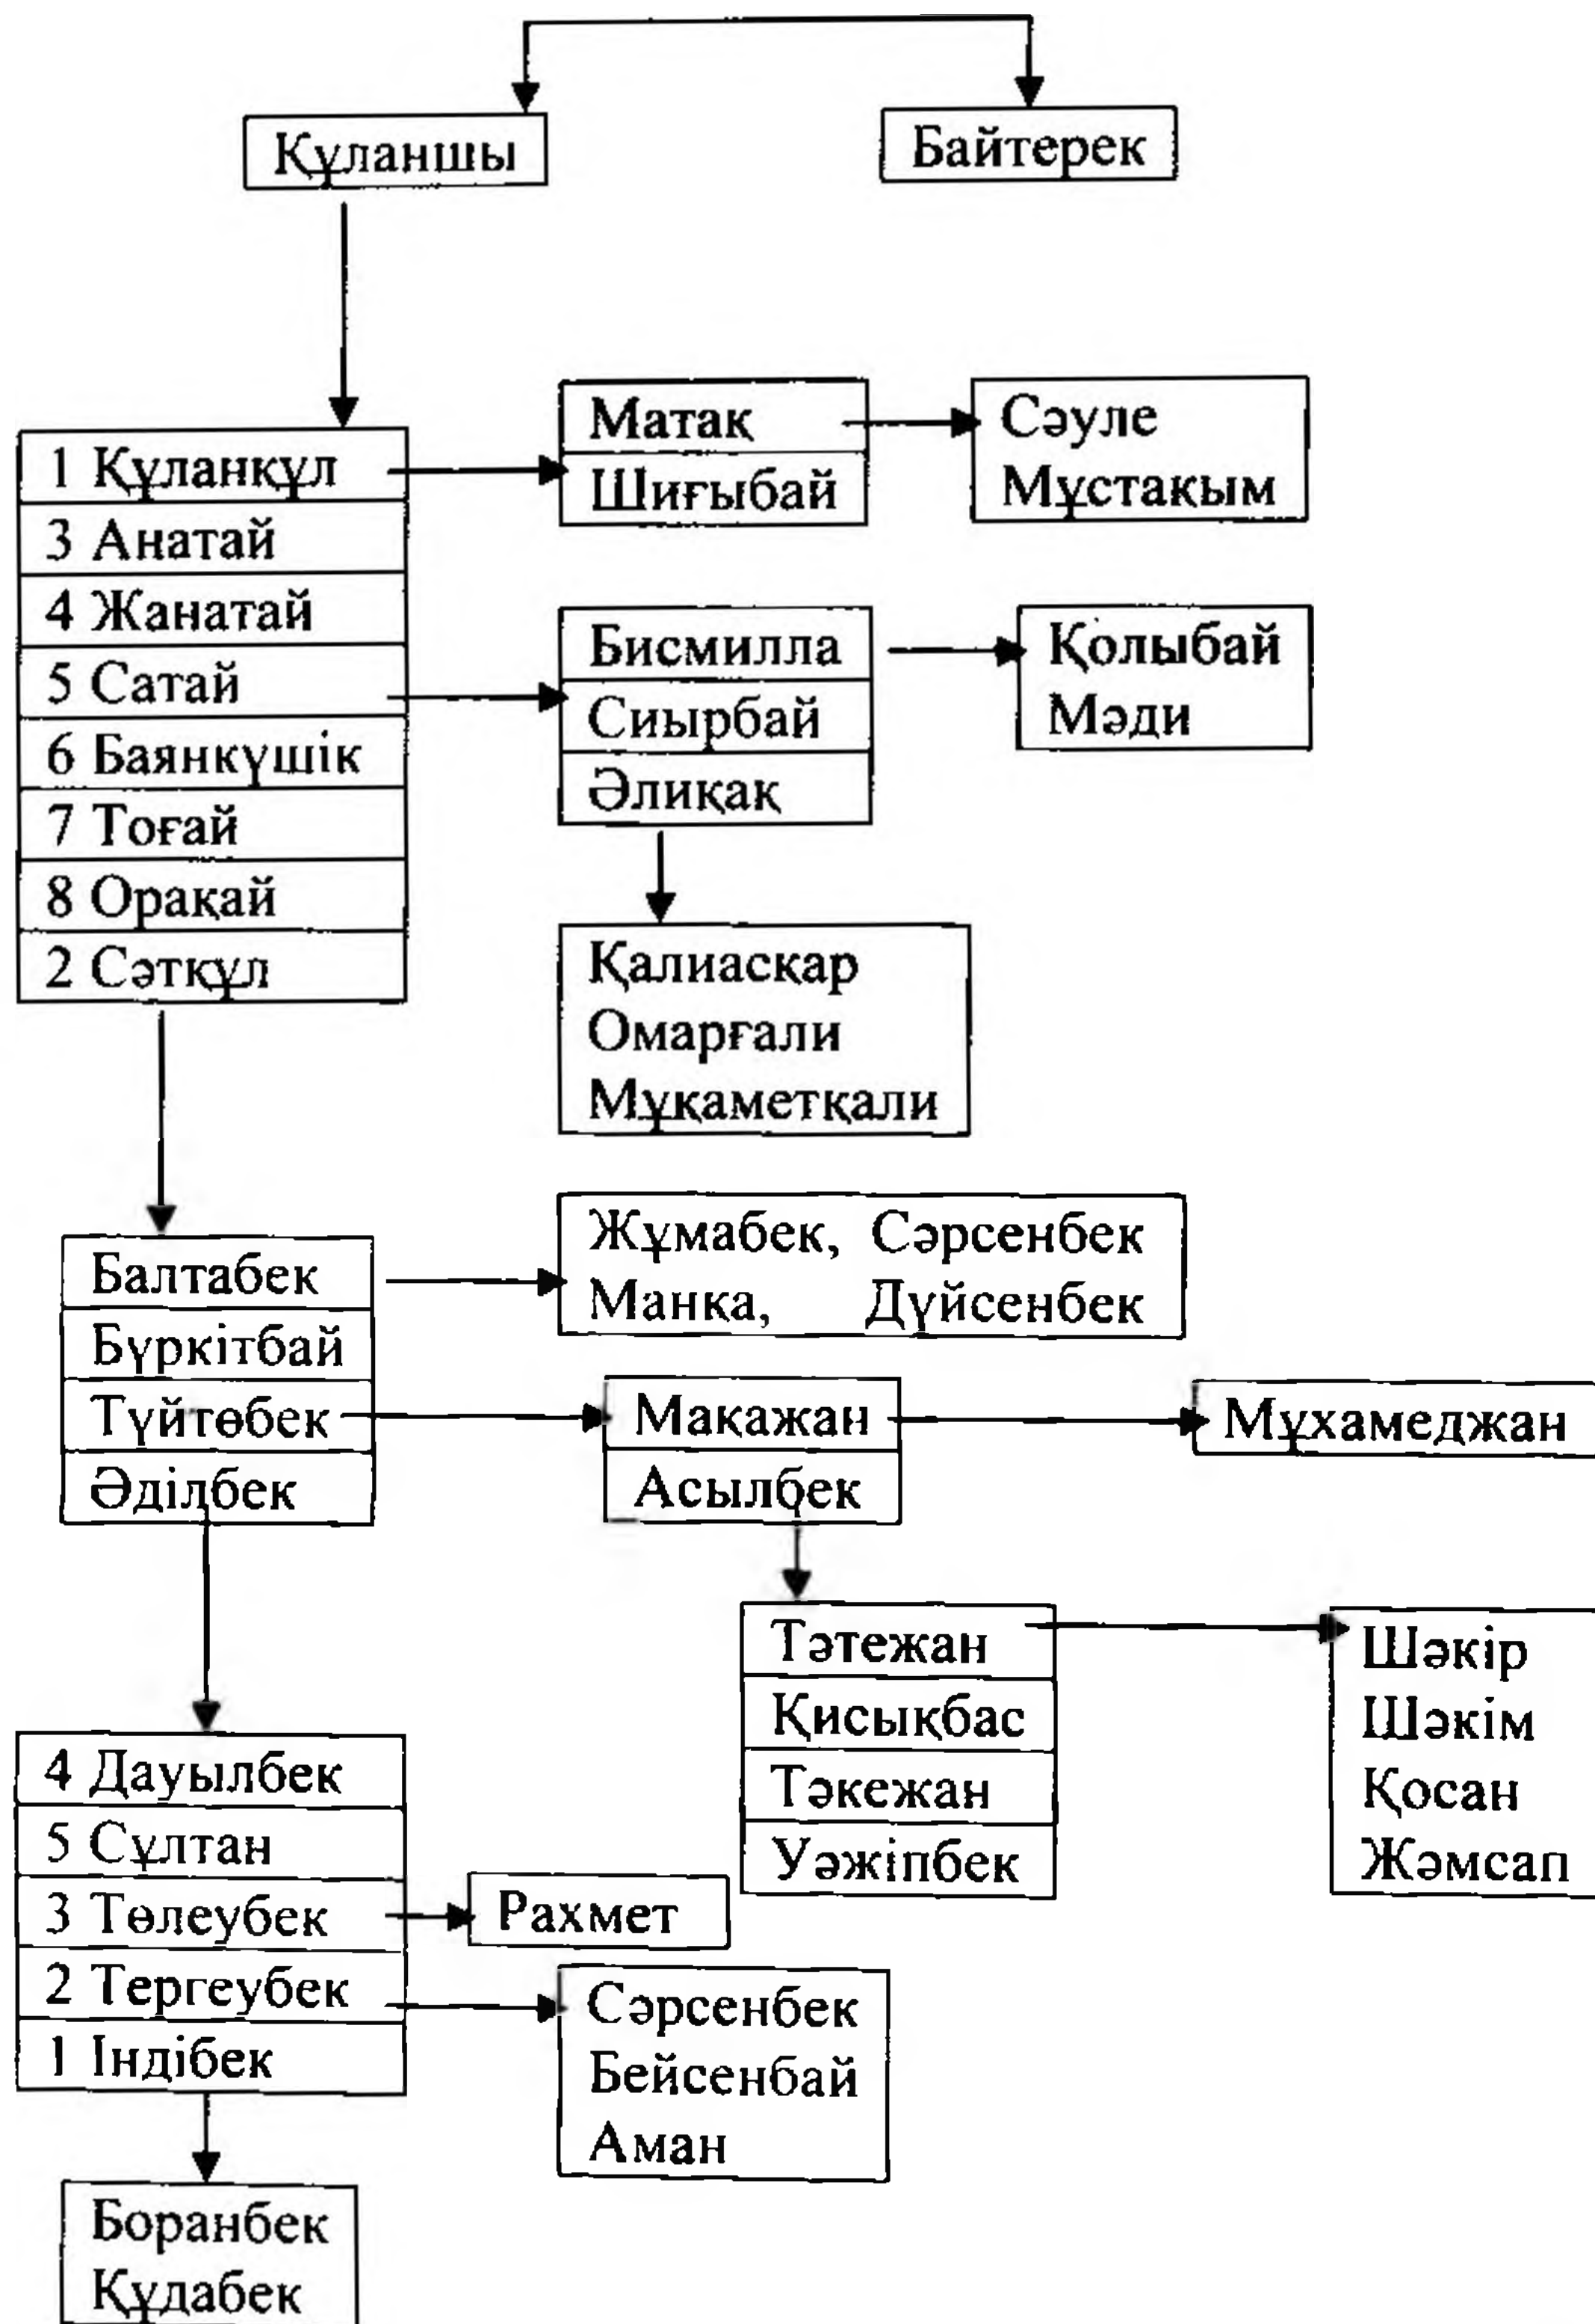 Құланшы
Байтерек
1 Құланқұл
3 Анатай
4 Жанатай
5 Сатай
6 Баянкүшік
7 Тоғай
8 Орақай
2 Сәтқұл
Матақ
Шиғыбай
Сәуле
Мұстақым
Бисмилла
Сиырбай
Әлиқақ
Қолыбай
Мәди
Қалиасқар
Омарғали
Мұқаметқали
Балтабек
Бүркітбай
Түйтөбек
Әділбек
Жұмабек, Сәрсенбек
Манка, Дүйсенбек
Мақажан
Асылбек
Мұхамеджан
Тәтежан
Қисықбас
Тәкежан
Уәжіпбек
Шәкір
Шәкім
Қосан
Жәмсап
4 Дауылбек
5 Сұлтан
3 Төлеубек
2 Тергеубек
1 Індібек
Рахмет
Сәрсенбек
Бейсенбай
Аман
Боранбек
Құдабек